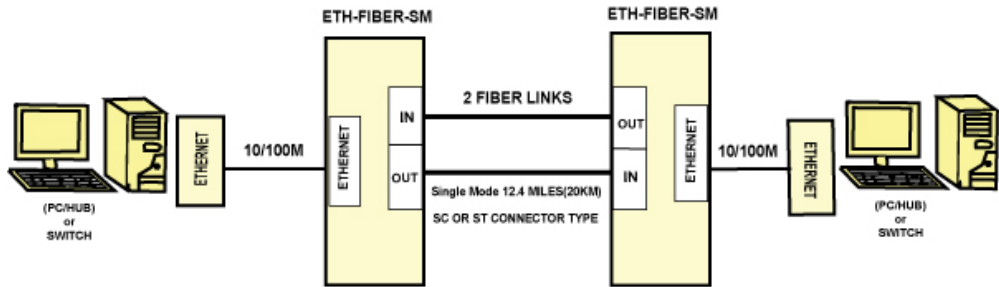 ETH-FIBER-SM
ETH-FIBER-SM
2 FIBER LINKS
IN
OUT
OUT
IN
ETHERNET
10/100M
ETHERNET
ETHERNET
10/100M
ETHERNET
Single Mode 12.4 MILES(20KM)
SC OR ST CONNECTOR TYPE
(PC/HUB)
or
SWITCH
(PC/HUB)
or
SWITCH